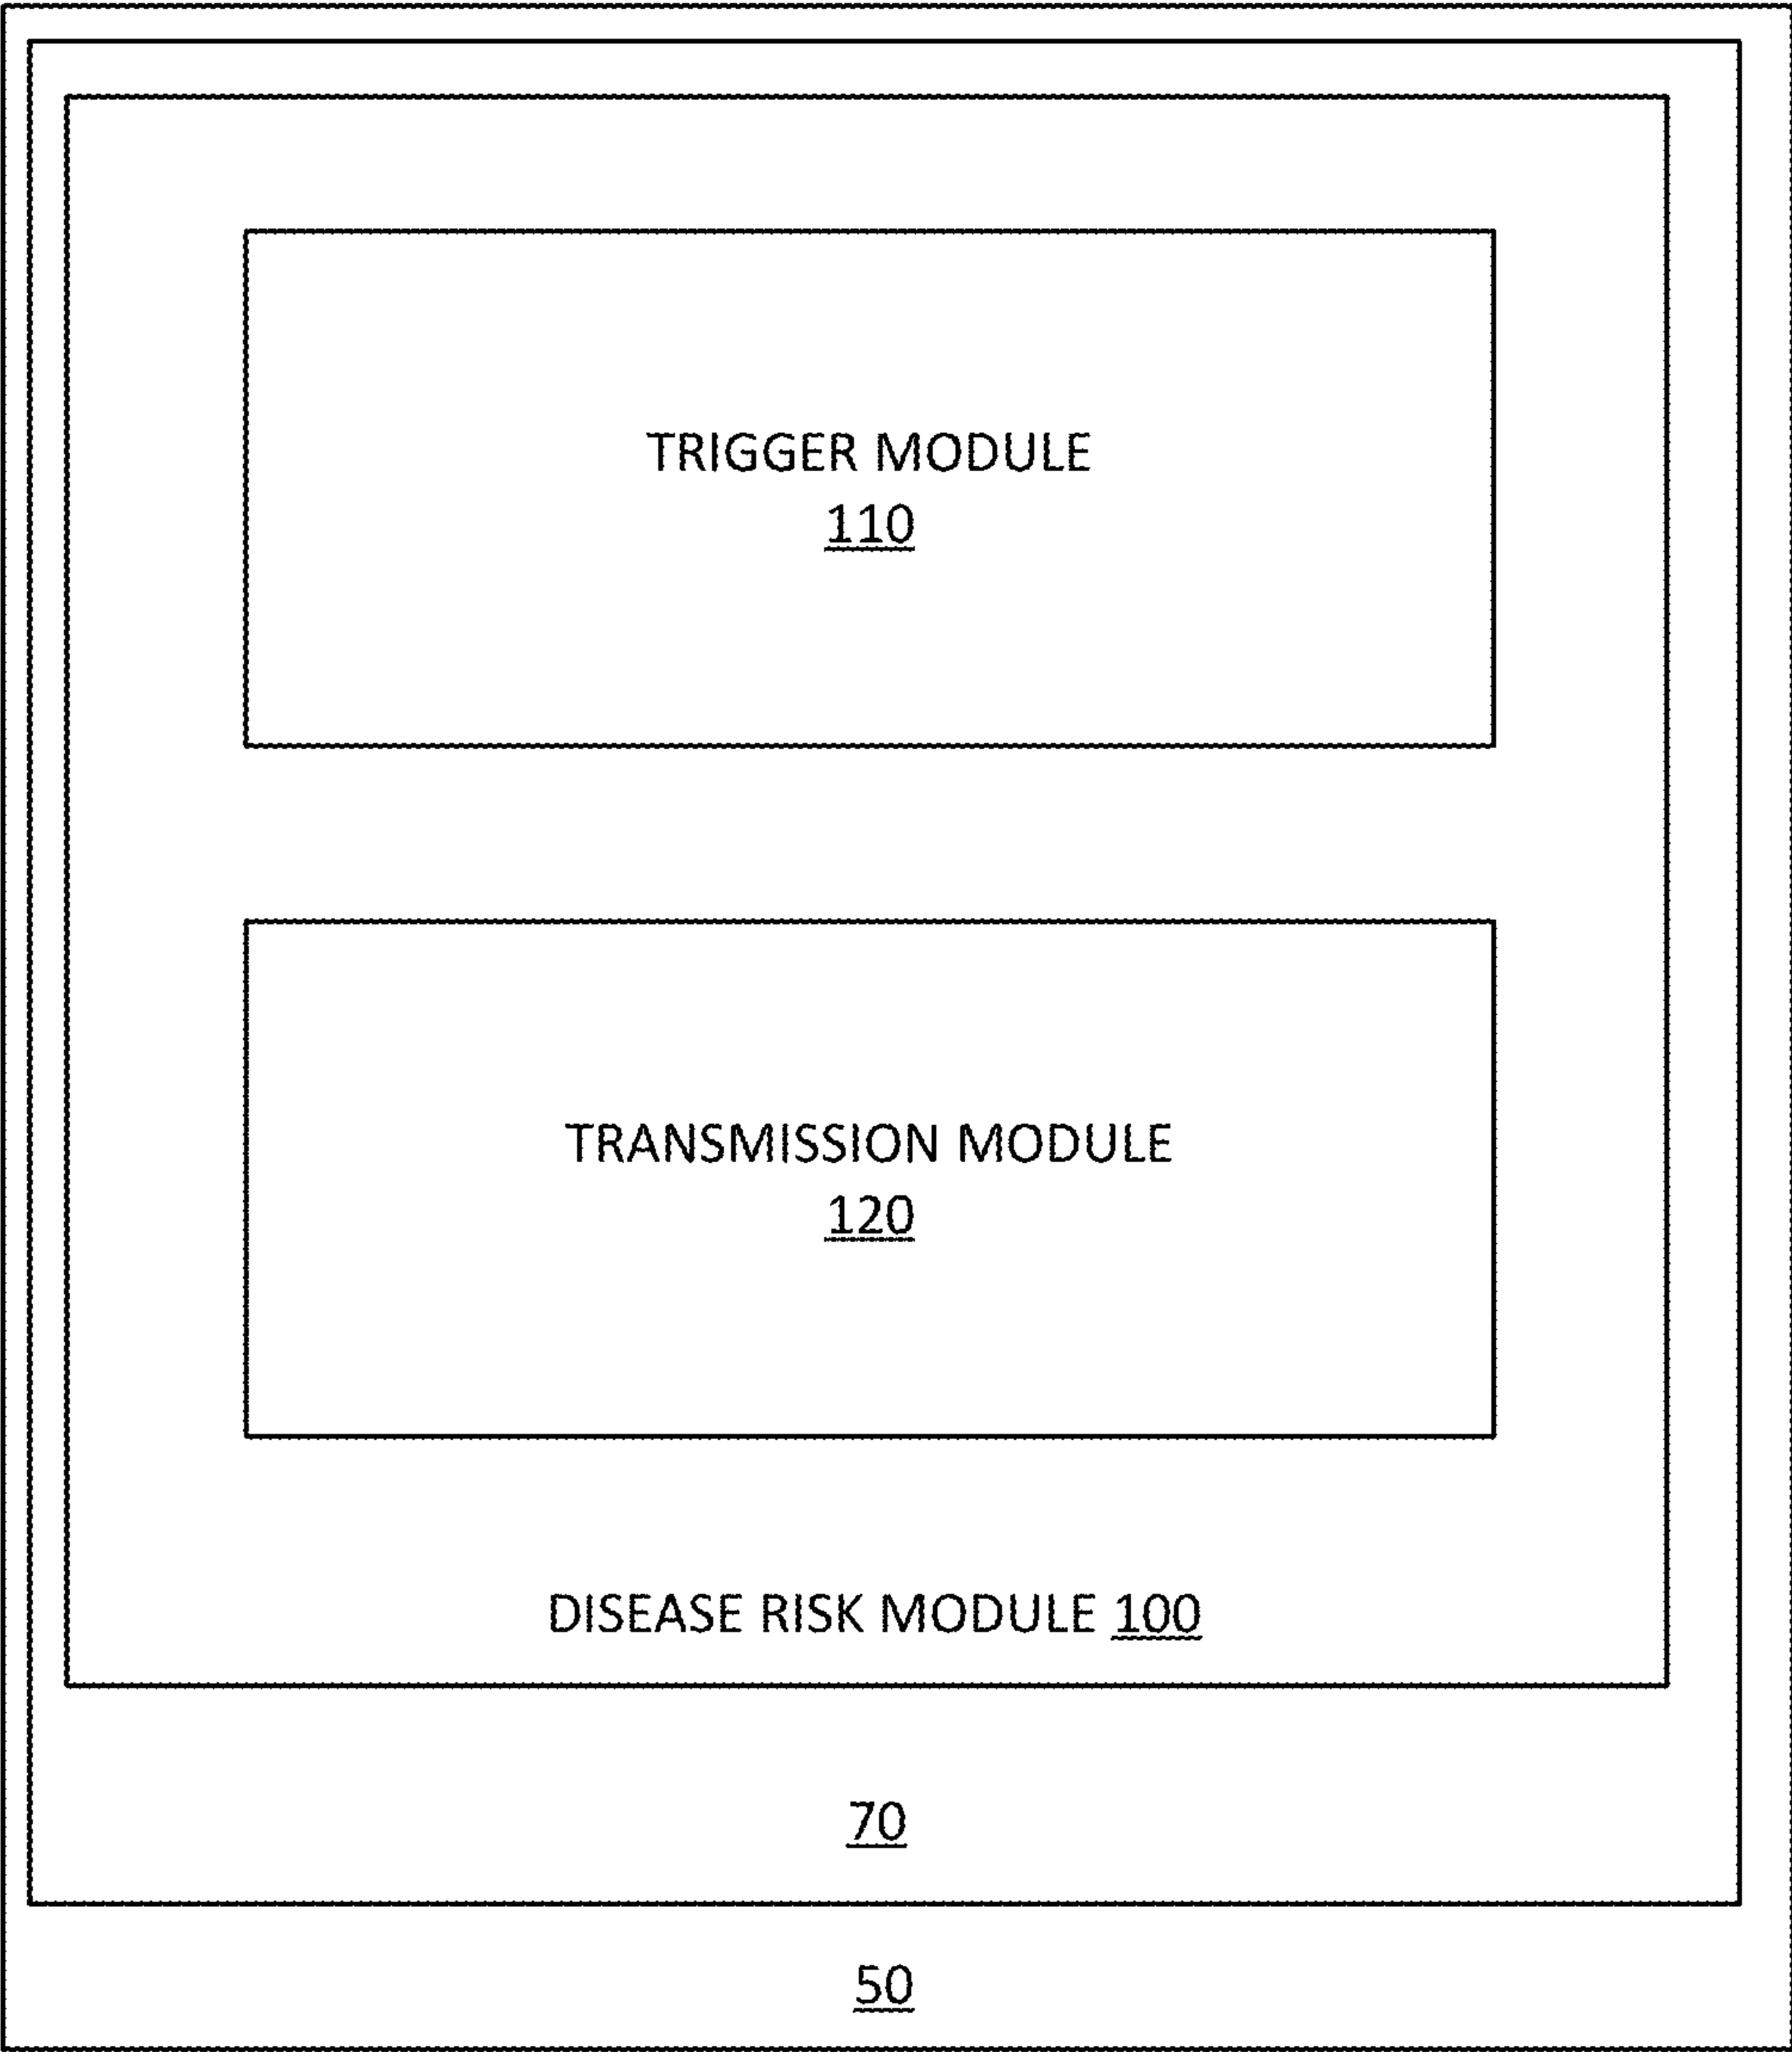 TRIGGER MODULE
110
TRANSMISSION MODULE
120
DISEASE RISK MODULE 100
70
50